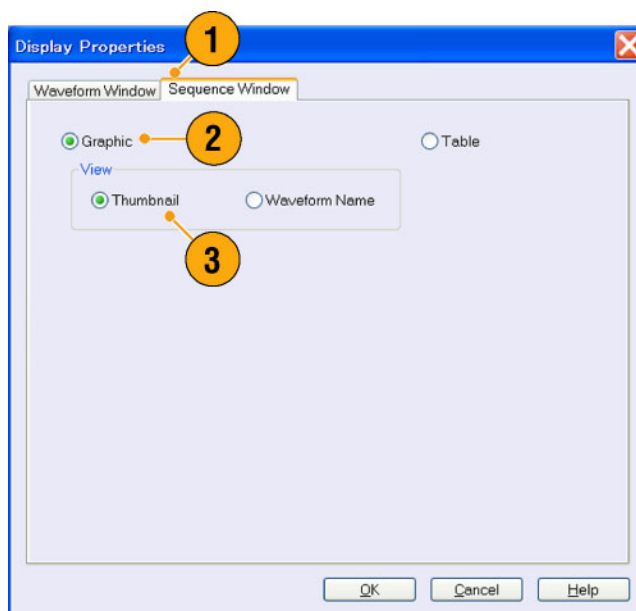 Display Properties
1
Waveform Window Sequence Window
Graphic 2 Table
View
Thumbnail Waveform Name
3
OK Cancel Help